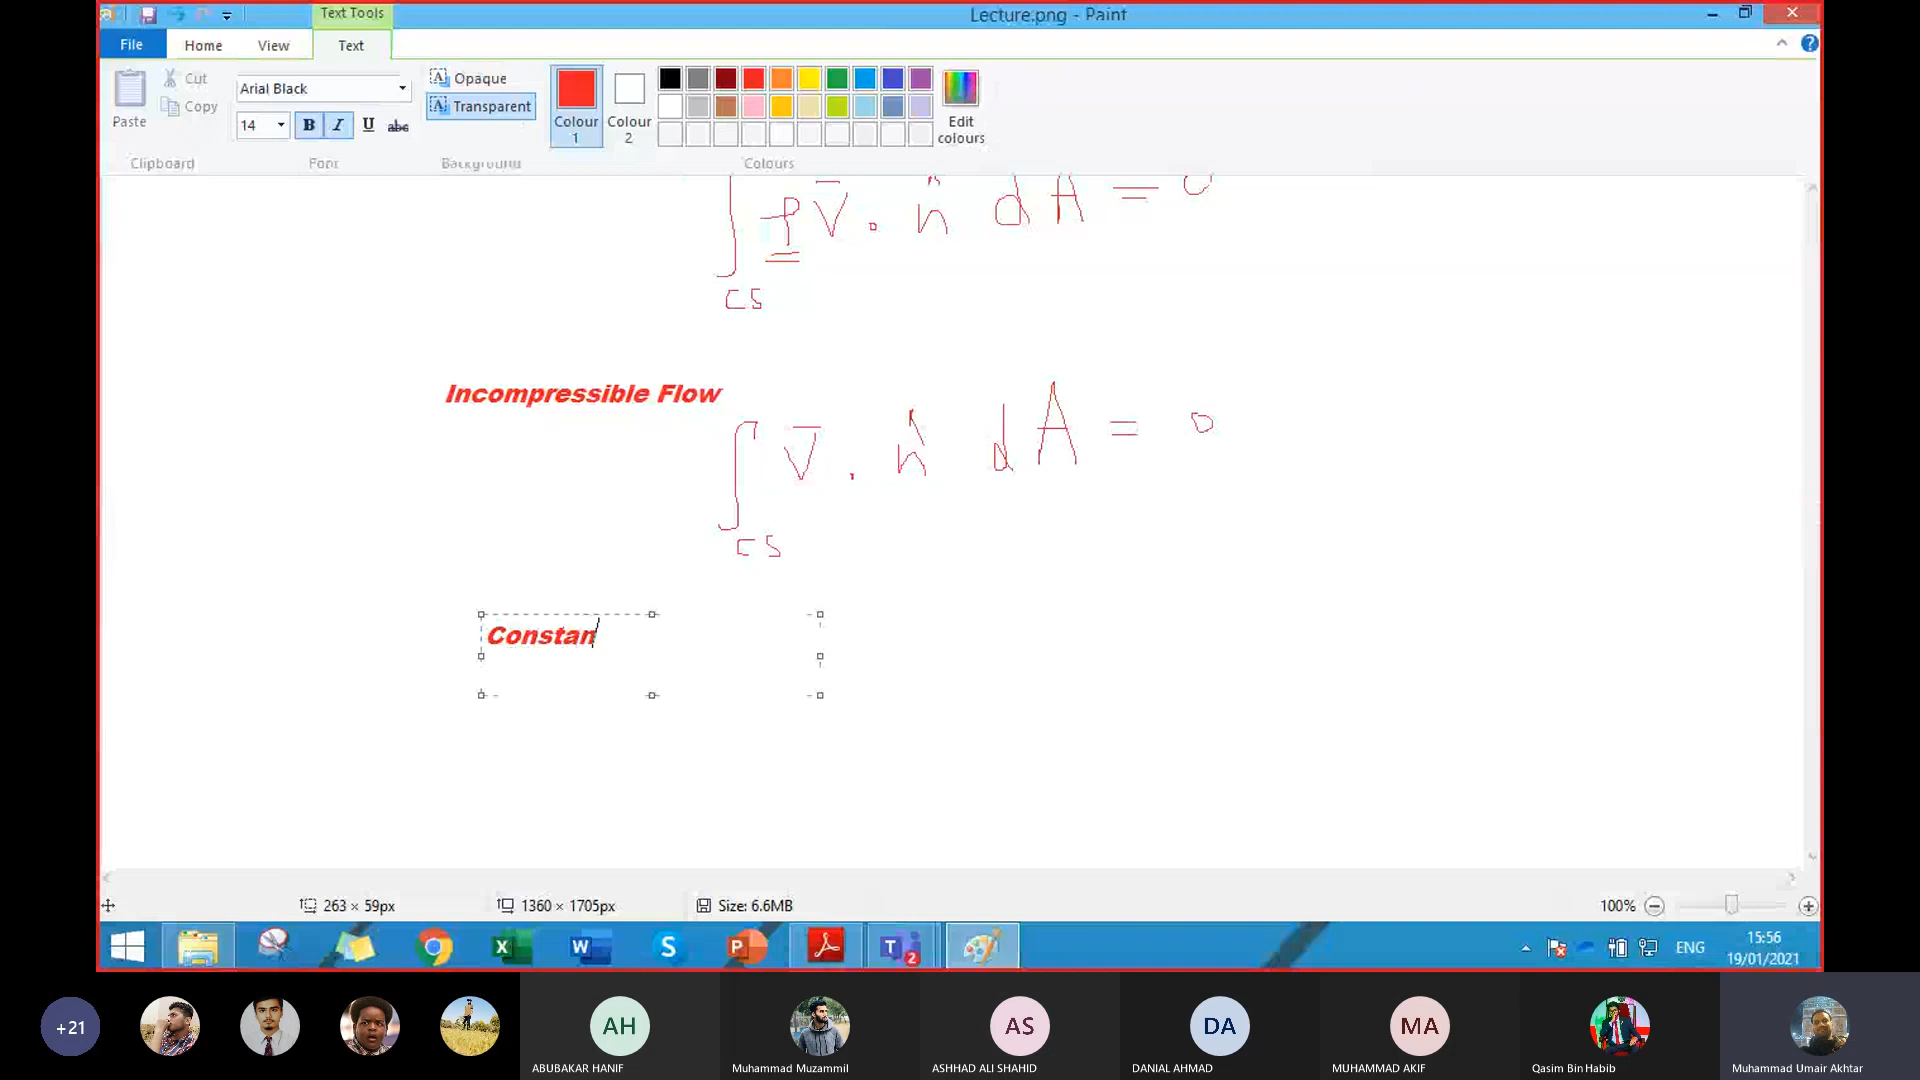 Text Tools
Lecture.png - Paint
File Home View Text
Cut
Copy
Paste
Clipboard
Arial Black
14 B I U abc
Font
Opaque
Transparent
Background
Colour 1
Colour 2
Edit colours
Colours
∫ ρV̅ . n̂ dA = 0
CS
Incompressible Flow
∫ V̅ . n̂ dA = 0
CS
Constan
263 × 59px
1360 × 1705px
Size: 6.6MB
100%
X W S P T 2
ENG
15:56
19/01/2021
+21
AH
AS
DA
MA
ABUBAKAR HANIF
Muhammad Muzammil
ASHHAD ALI SHAHID
DANIAL AHMAD
MUHAMMAD AKIF
Qasim Bin Habib
Muhammad Umair Akhtar